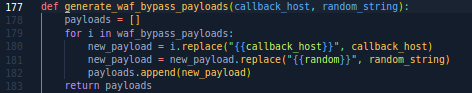 177 def generate_waf_bypass_payloads(callback_host, random_string):
178     payloads = []
179     for i in waf_bypass_payloads:
180         new_payload = i.replace("{{callback_host}}", callback_host)
181         new_payload = new_payload.replace("{{random}}", random_string)
182         payloads.append(new_payload)
183     return payloads